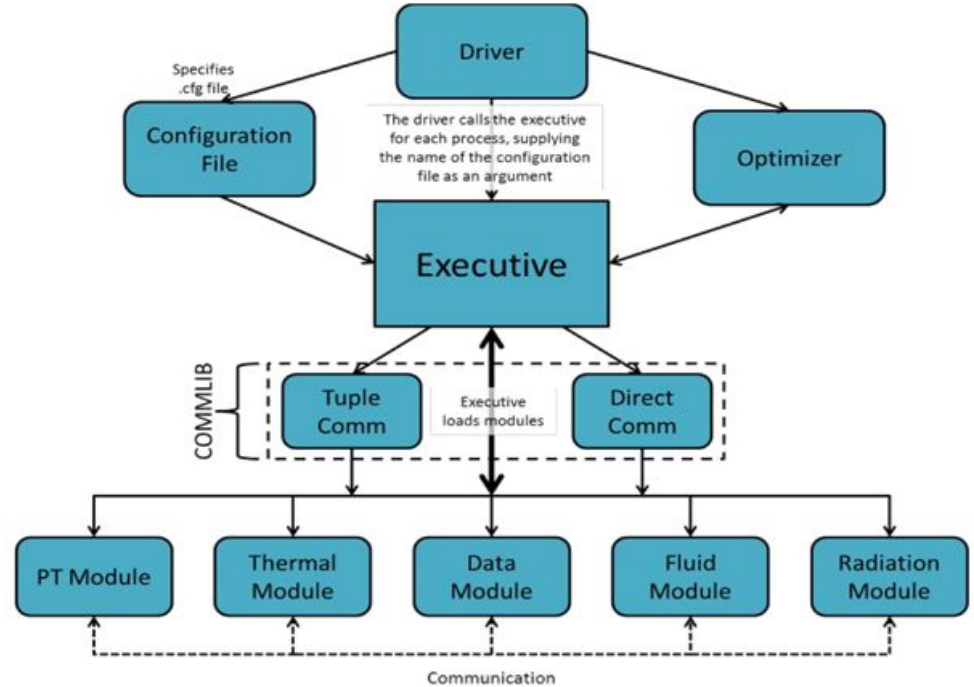 Driver
Specifies
.cfg file
Configuration
File
The driver calls the executive
for each process, supplying
the name of the configuration
file as an argument
Optimizer
Executive
COMMLIB
Tuple
Comm
Executive
loads modules
Direct
Comm
PT Module
Thermal
Module
Data
Module
Fluid
Module
Radiation
Module
Communication